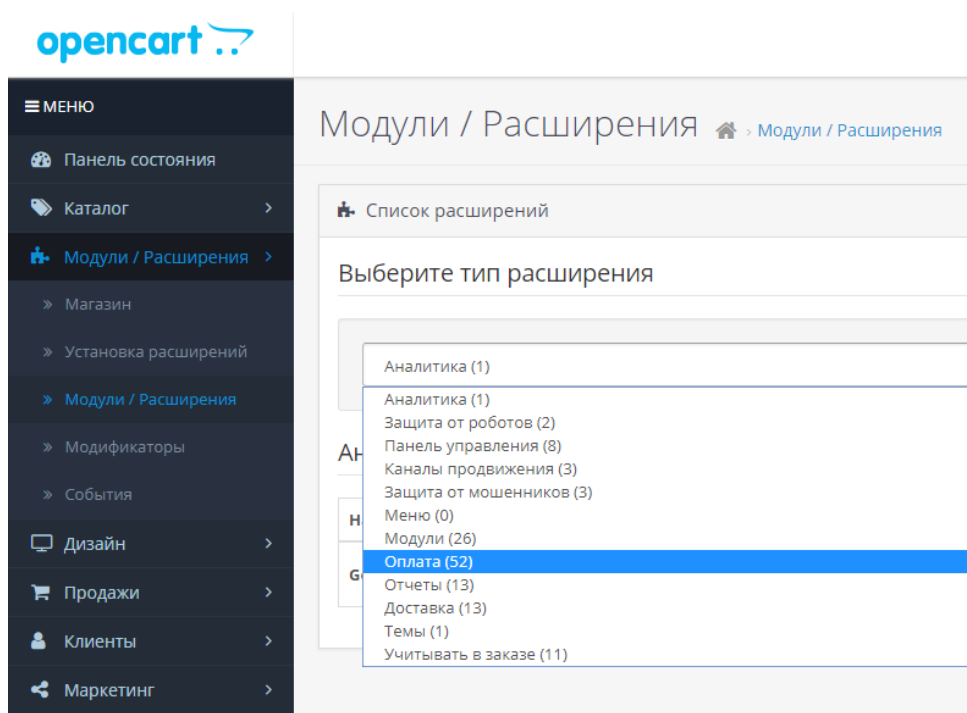 opencart
МЕНЮ
Модули / Расширения
› Модули / Расширения
Панель состояния
Каталог
Список расширений
Модули / Расширения
Выберите тип расширения
Магазин
Установка расширений
Аналитика (1)
Модули / Расширения
Аналитика (1)
Защита от роботов (2)
Панель управления (8)
Каналы продвижения (3)
Защита от мошенников (3)
Меню (0)
Модули (26)
Оплата (52)
Отчеты (13)
Доставка (13)
Темы (1)
Учитывать в заказе (11)
Модификаторы
События
Дизайн
Продажи
Клиенты
Маркетинг